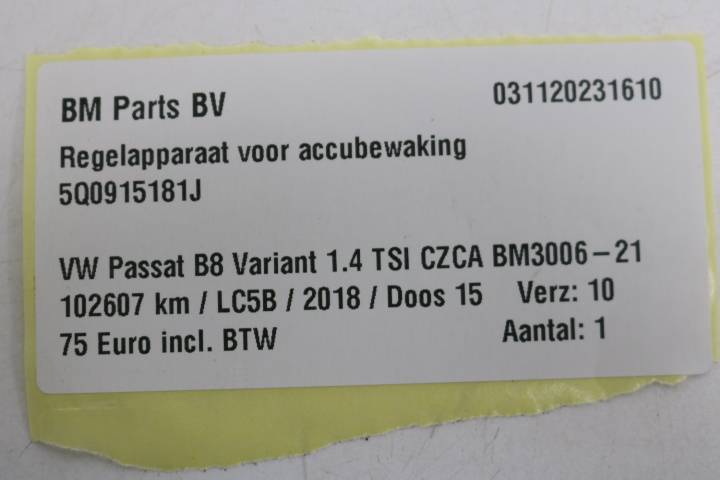 BM Parts BV 031120231610
Regelapparaat voor accubewaking
5Q0915181J
VW Passat B8 Variant 1.4 TSI CZCA BM3006-21
102607 km / LC5B / 2018 / Doos 15 Verz: 10
75 Euro incl. BTW Aantal: 1